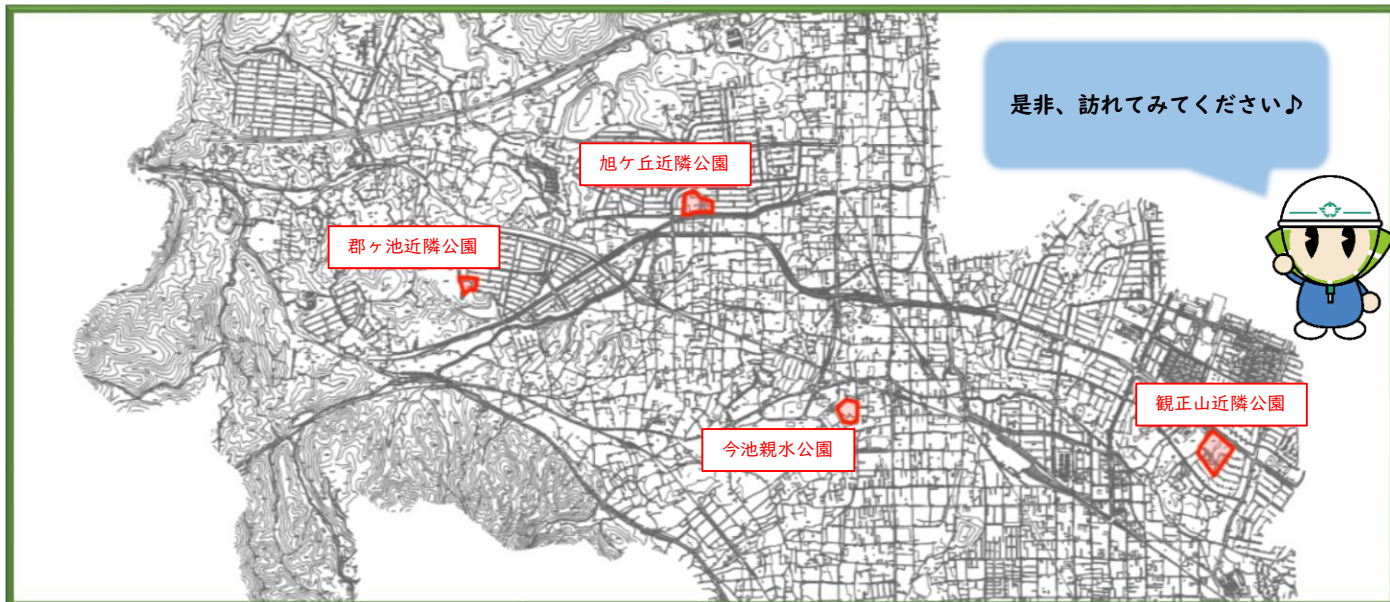 是非、訪れてみてください♪
旭ケ丘近隣公園
郡ヶ池近隣公園
観正山近隣公園
今池親水公園